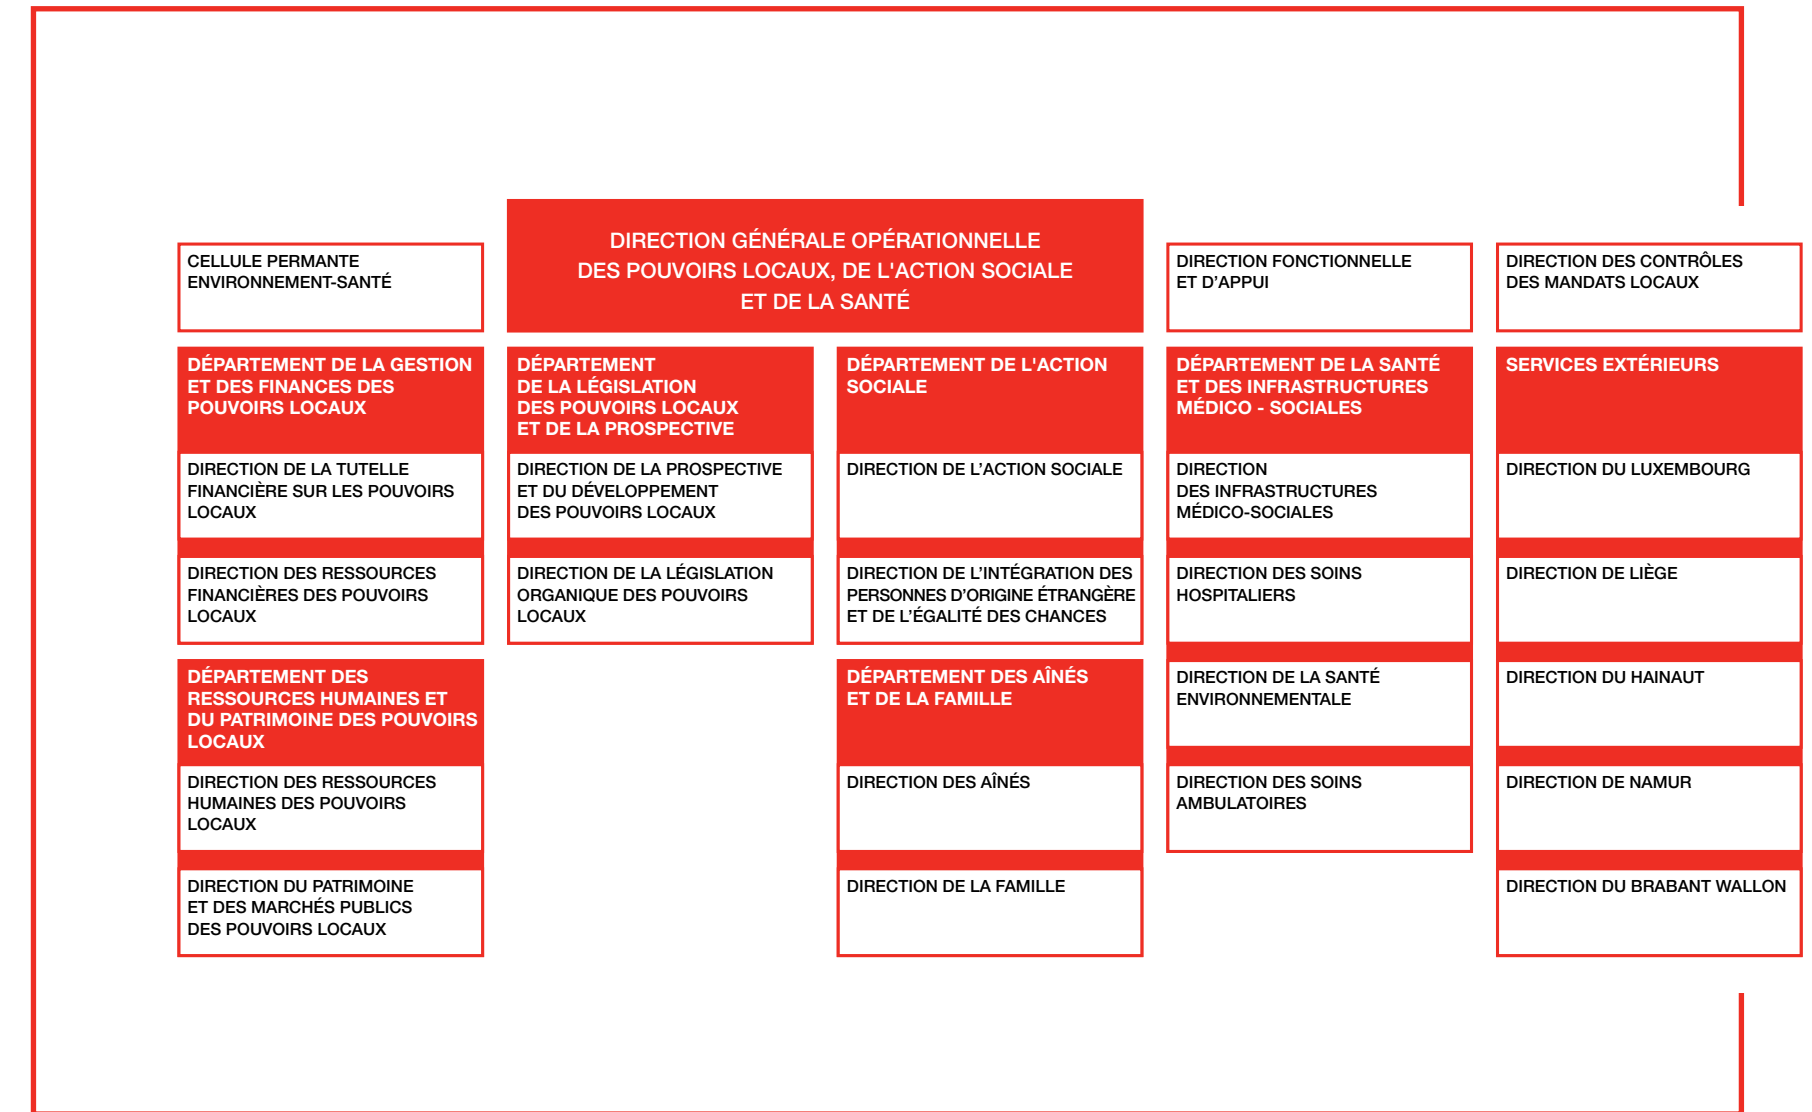 CELLULE PERMANTE
ENVIRONNEMENT-SANTÉ
DIRECTION GÉNÉRALE OPÉRATIONNELLE
DES POUVOIRS LOCAUX, DE L'ACTION SOCIALE
ET DE LA SANTÉ
DIRECTION FONCTIONNELLE
ET D’APPUI
DIRECTION DES CONTRÔLES
DES MANDATS LOCAUX
DÉPARTEMENT DE LA GESTION
ET DES FINANCES DES
POUVOIRS LOCAUX
DIRECTION DE LA TUTELLE
FINANCIÈRE SUR LES POUVOIRS
LOCAUX
DIRECTION DES RESSOURCES
FINANCIÈRES DES POUVOIRS
LOCAUX
DÉPARTEMENT DES
RESSOURCES HUMAINES ET
DU PATRIMOINE DES POUVOIRS
LOCAUX
DIRECTION DES RESSOURCES
HUMAINES DES POUVOIRS
LOCAUX
DIRECTION DU PATRIMOINE
ET DES MARCHÉS PUBLICS
DES POUVOIRS LOCAUX
DÉPARTEMENT
DE LA LÉGISLATION
DES POUVOIRS LOCAUX
ET DE LA PROSPECTIVE
DIRECTION DE LA PROSPECTIVE
ET DU DÉVELOPPEMENT
DES POUVOIRS LOCAUX
DIRECTION DE LA LÉGISLATION
ORGANIQUE DES POUVOIRS
LOCAUX
DÉPARTEMENT DE L'ACTION
SOCIALE
DIRECTION DE L’ACTION SOCIALE
DIRECTION DE L’INTÉGRATION DES
PERSONNES D’ORIGINE ÉTRANGÈRE
ET DE L’ÉGALITÉ DES CHANCES
DÉPARTEMENT DES AÎNÉS
ET DE LA FAMILLE
DIRECTION DES AÎNÉS
DIRECTION DE LA FAMILLE
DÉPARTEMENT DE LA SANTÉ
ET DES INFRASTRUCTURES
MÉDICO - SOCIALES
DIRECTION
DES INFRASTRUCTURES
MÉDICO-SOCIALES
DIRECTION DES SOINS
HOSPITALIERS
DIRECTION DE LA SANTÉ
ENVIRONNEMENTALE
DIRECTION DES SOINS
AMBULATOIRES
SERVICES EXTÉRIEURS
DIRECTION DU LUXEMBOURG
DIRECTION DE LIÈGE
DIRECTION DU HAINAUT
DIRECTION DE NAMUR
DIRECTION DU BRABANT WALLON